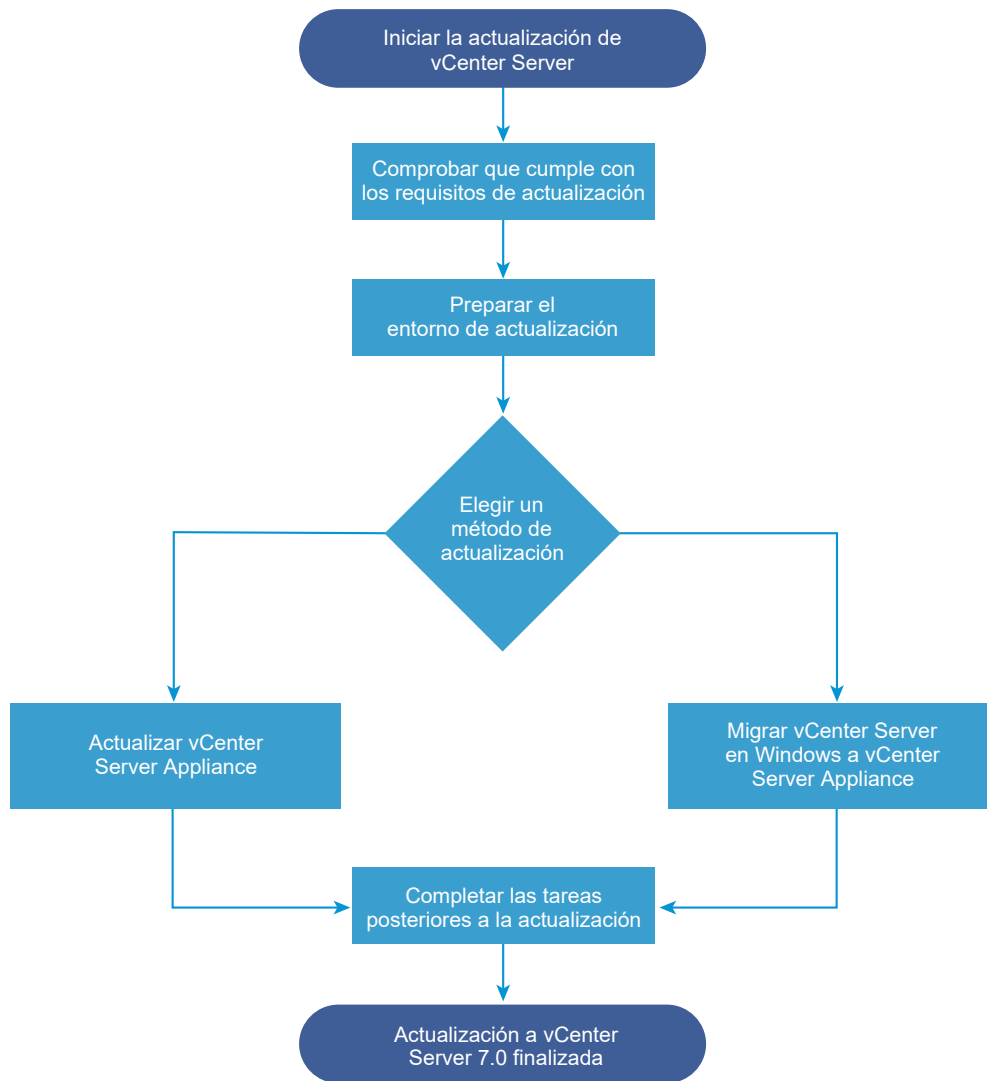 Iniciar la actualización de
vCenter Server
Comprobar que cumple con
los requisitos de actualización
Preparar el
entorno de actualización
Elegir un
método de
actualización
Actualizar vCenter
Server Appliance
Migrar vCenter Server
en Windows a vCenter
Server Appliance
Completar las tareas
posteriores a la actualización
Actualización a vCenter
Server 7.0 finalizada